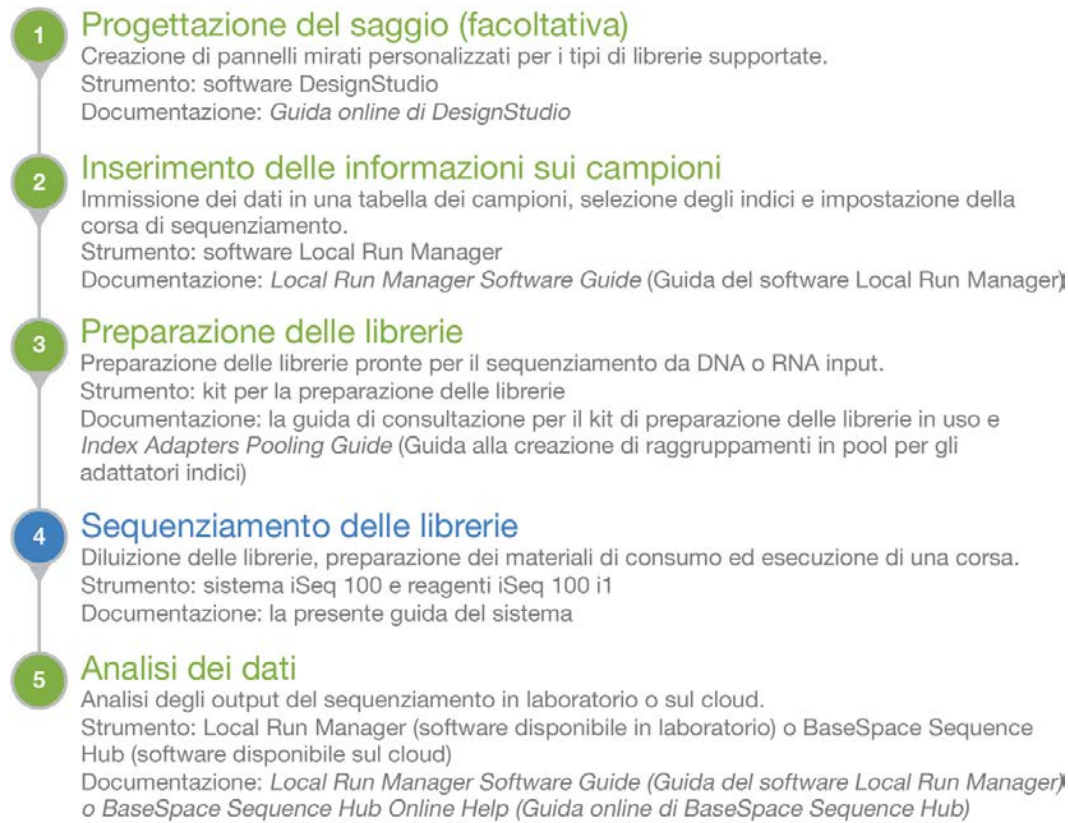 1
Progettazione del saggio (facoltativa)
Creazione di pannelli mirati personalizzati per i tipi di librerie supportate.
Strumento: software DesignStudio
Documentazione: Guida online di DesignStudio
2
Inserimento delle informazioni sui campioni
Immissione dei dati in una tabella dei campioni, selezione degli indici e impostazione della
corsa di sequenziamento.
Strumento: software Local Run Manager
Documentazione: Local Run Manager Software Guide (Guida del software Local Run Manager)
3
Preparazione delle librerie
Preparazione delle librerie pronte per il sequenziamento da DNA o RNA input.
Strumento: kit per la preparazione delle librerie
Documentazione: la guida di consultazione per il kit di preparazione delle librerie in uso e
Index Adapters Pooling Guide (Guida alla creazione di raggruppamenti in pool per gli
adattatori indici)
4
Sequenziamento delle librerie
Diluizione delle librerie, preparazione dei materiali di consumo ed esecuzione di una corsa.
Strumento: sistema iSeq 100 e reagenti iSeq 100 i1
Documentazione: la presente guida del sistema
5
Analisi dei dati
Analisi degli output del sequenziamento in laboratorio o sul cloud.
Strumento: Local Run Manager (software disponibile in laboratorio) o BaseSpace Sequence
Hub (software disponibile sul cloud)
Documentazione: Local Run Manager Software Guide (Guida del software Local Run Manager)
o BaseSpace Sequence Hub Online Help (Guida online di BaseSpace Sequence Hub)